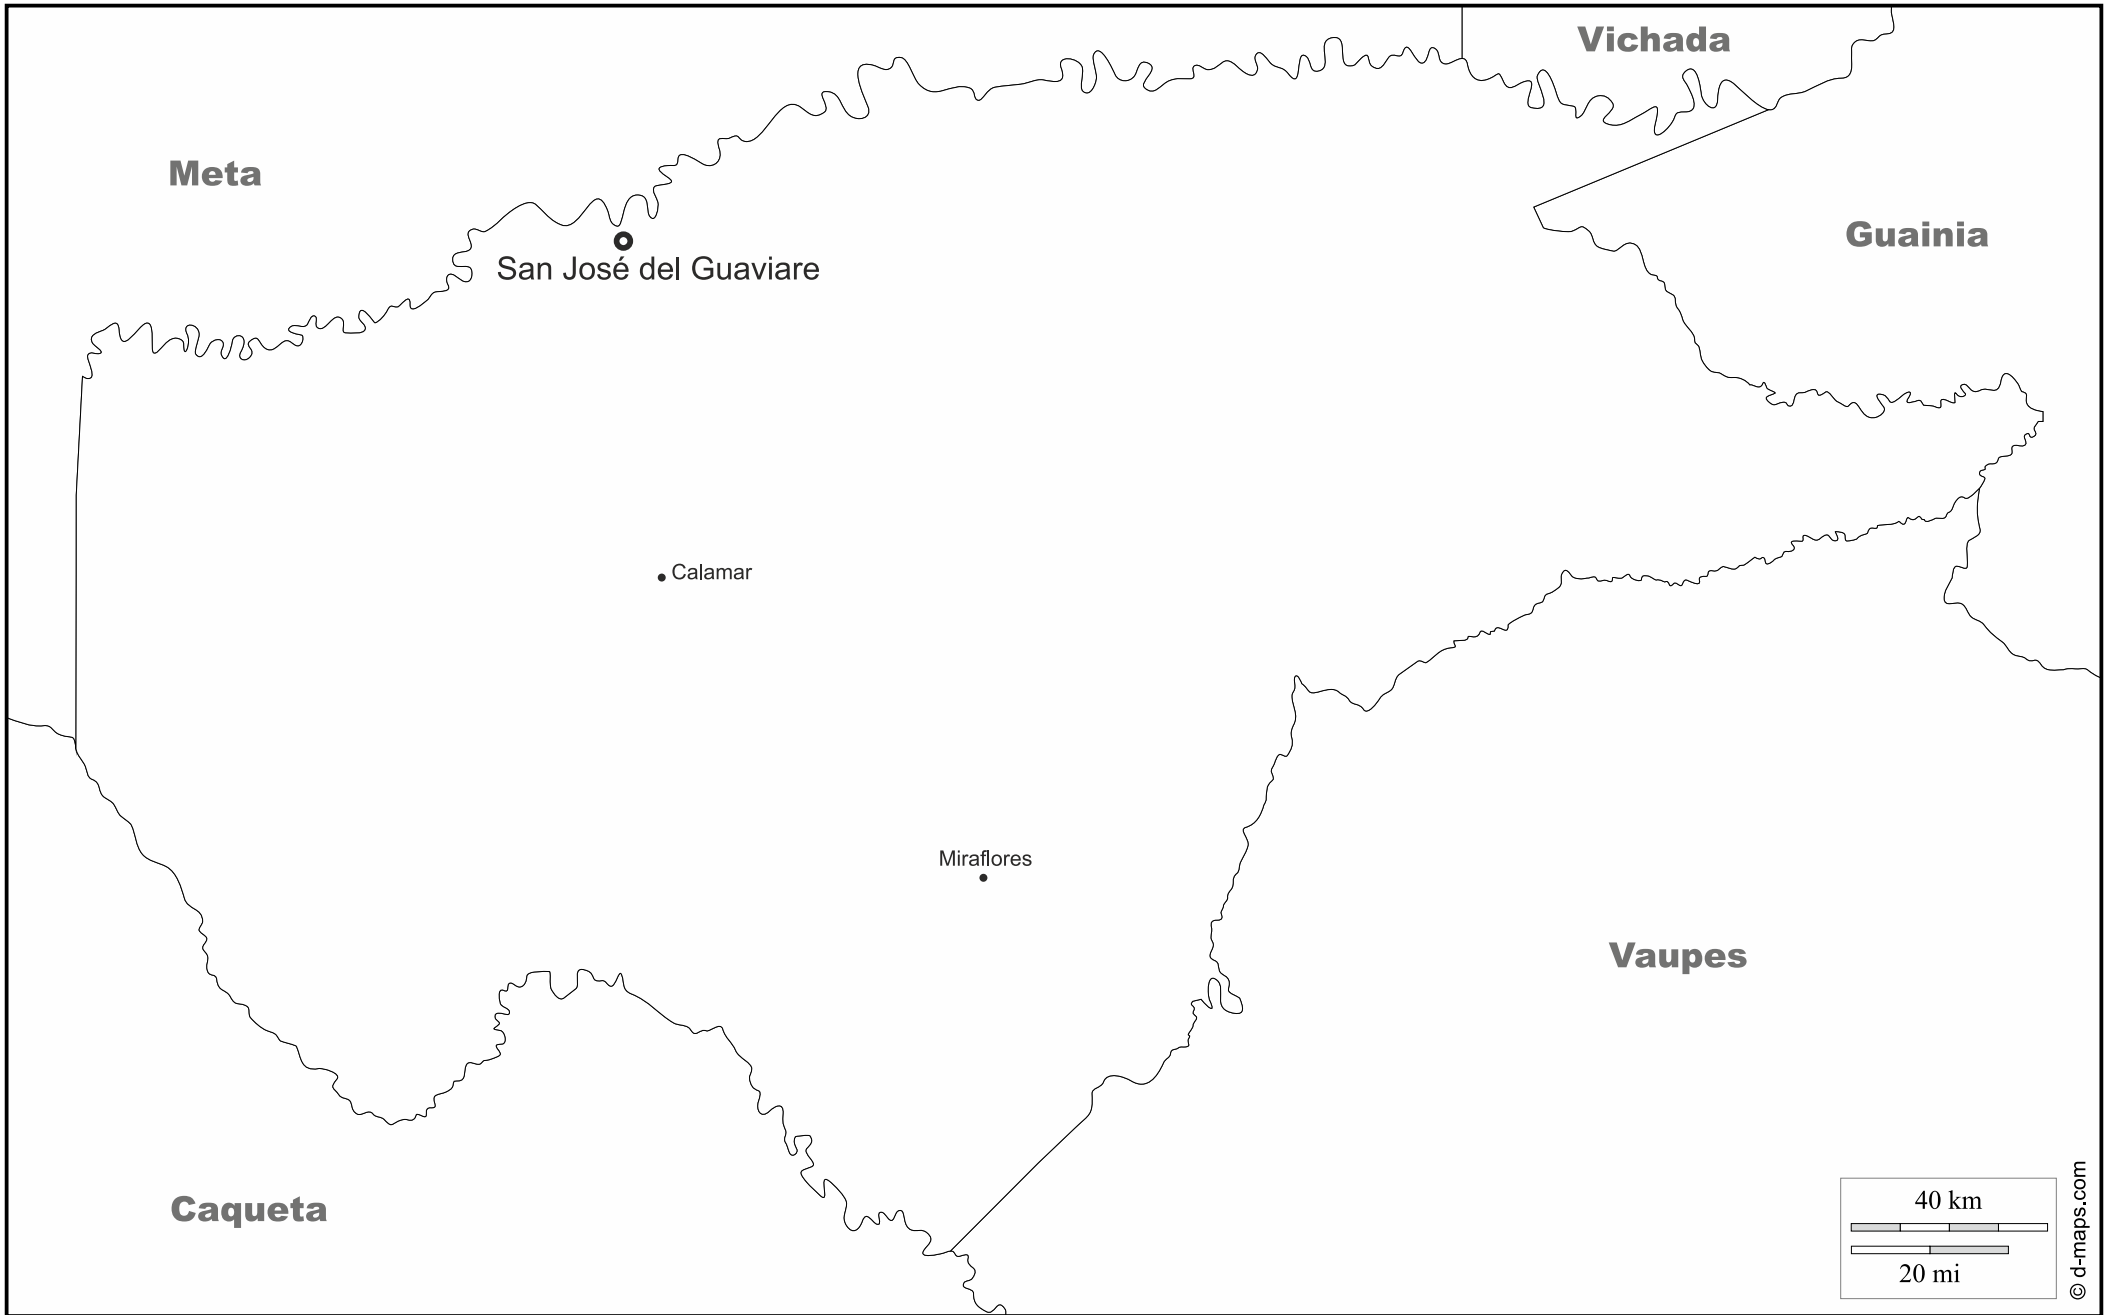 Vichada
Meta
Guainia
San José del Guaviare
Calamar
Miraflores
Vaupes
Caqueta
40 km
20 mi
© d-maps.com